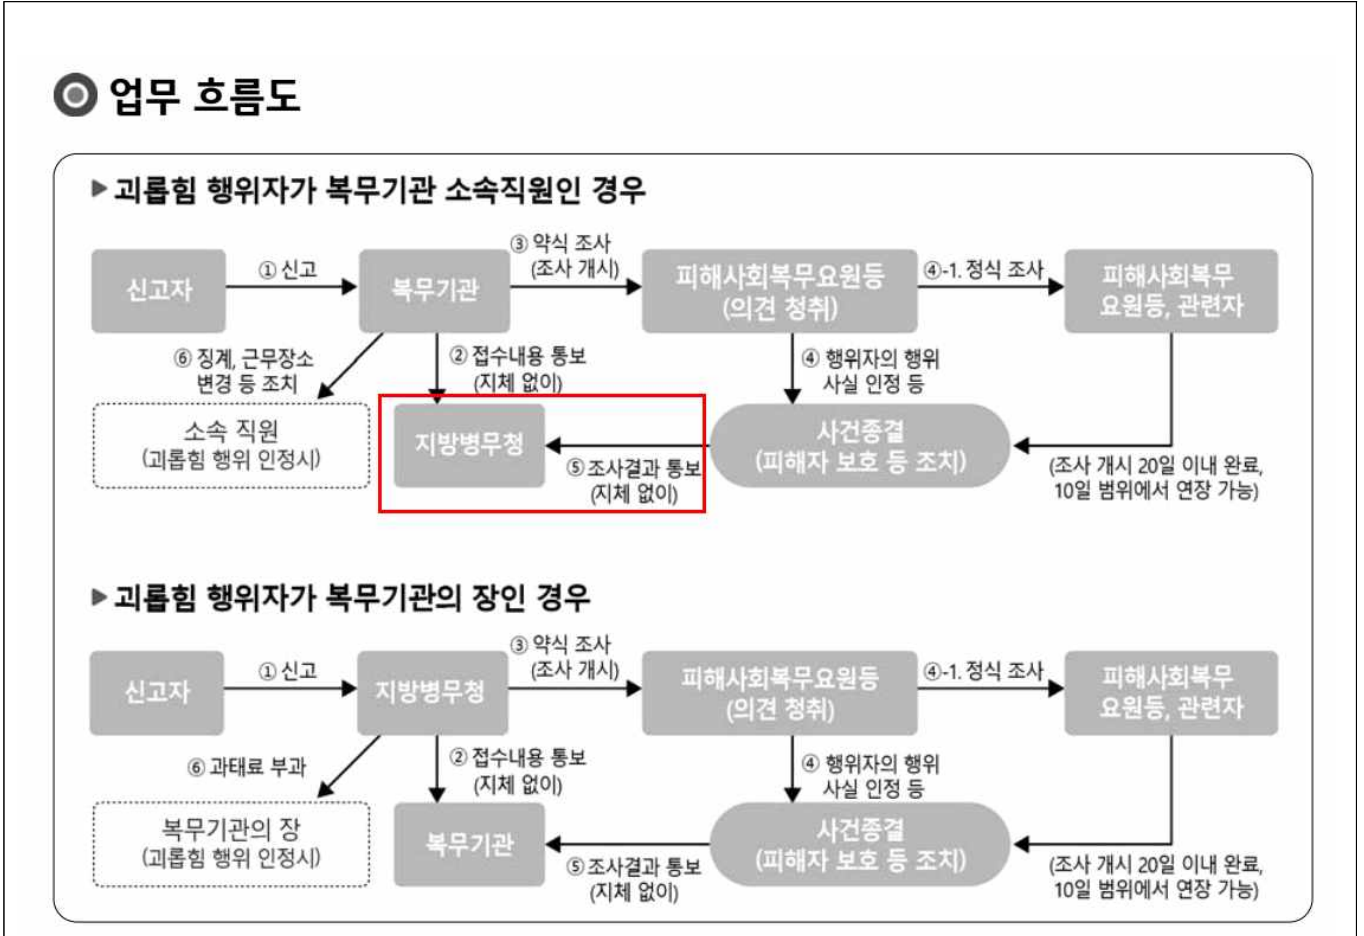 업무 흐름도
▶ 괴롭힘 행위자가 복무기관 소속직원인 경우
신고자
① 신고
복무기관
③ 약식 조사
(조사 개시)
피해사회복무요원등
(의견 청취)
④-1. 정식 조사
피해사회복무
요원등, 관련자
⑥ 징계, 근무장소
변경 등 조치
② 접수내용 통보
(지체 없이)
④ 행위자의 행위
사실 인정 등
소속 직원
(괴롭힘 행위 인정시)
지방병무청
⑤ 조사결과 통보
(지체 없이)
사건종결
(피해자 보호 등 조치)
(조사 개시 20일 이내 완료,
10일 범위에서 연장 가능)
▶ 괴롭힘 행위자가 복무기관의 장인 경우
신고자
① 신고
지방병무청
③ 약식 조사
(조사 개시)
피해사회복무요원등
(의견 청취)
④-1. 정식 조사
피해사회복무
요원등, 관련자
⑥ 과태료 부과
② 접수내용 통보
(지체 없이)
④ 행위자의 행위
사실 인정 등
복무기관의 장
(괴롭힘 행위 인정시)
복무기관
⑤ 조사결과 통보
(지체 없이)
사건종결
(피해자 보호 등 조치)
(조사 개시 20일 이내 완료,
10일 범위에서 연장 가능)